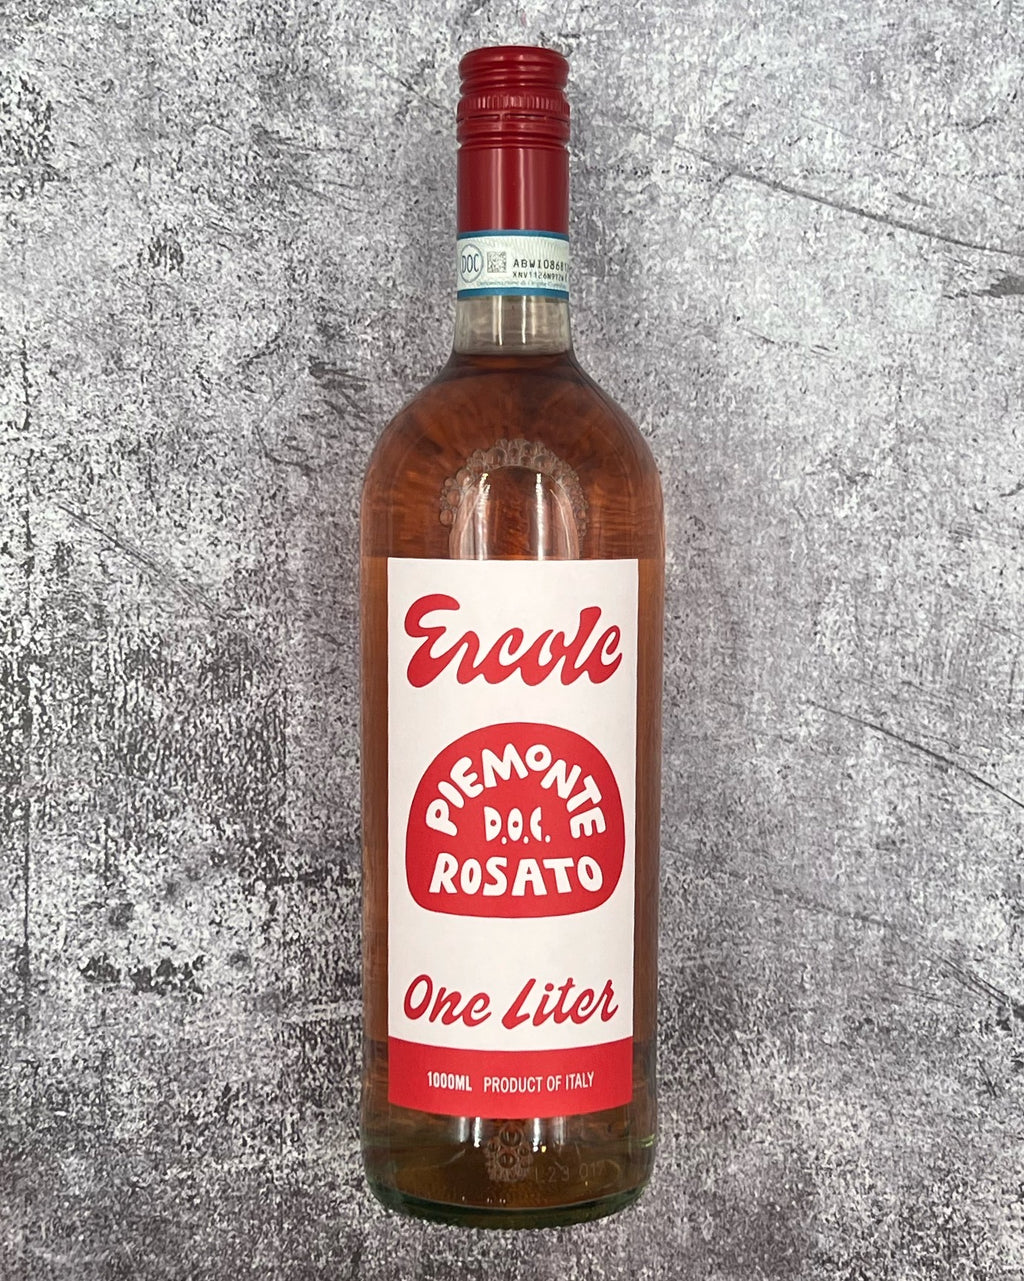 DOC
Ercole
PIEMONTE
D.O.C.
ROSATO
One Liter
1000ML PRODUCT OF ITALY